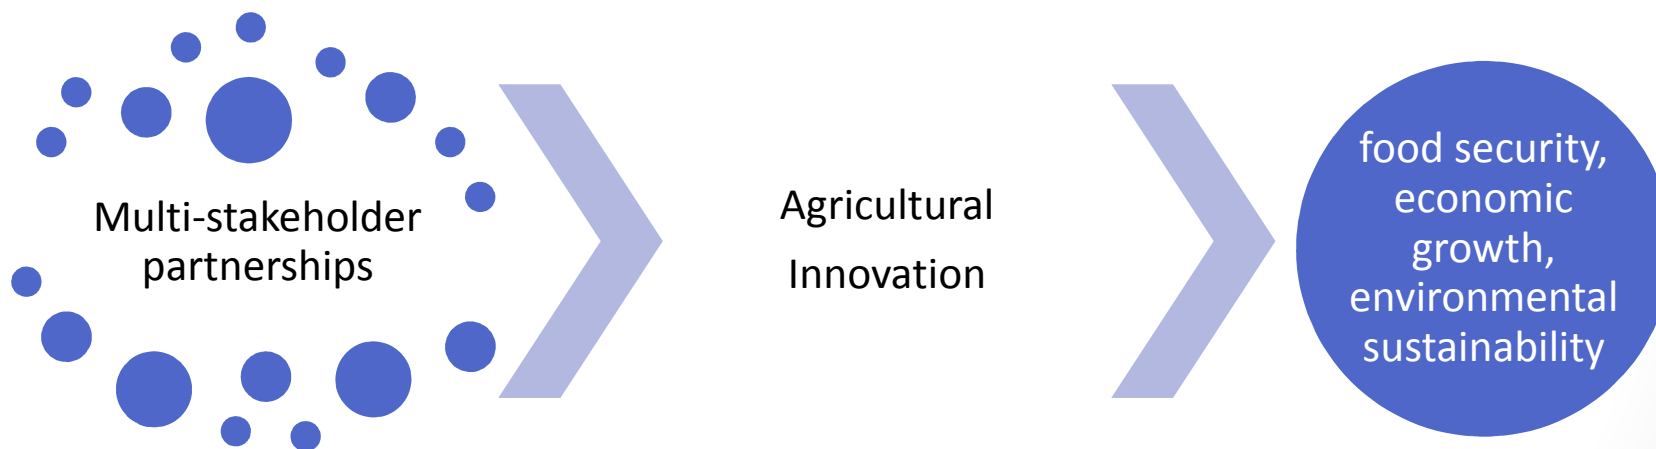 Multi-stakeholder
partnerships
Agricultural
Innovation
food security,
economic
growth,
environmental
sustainability